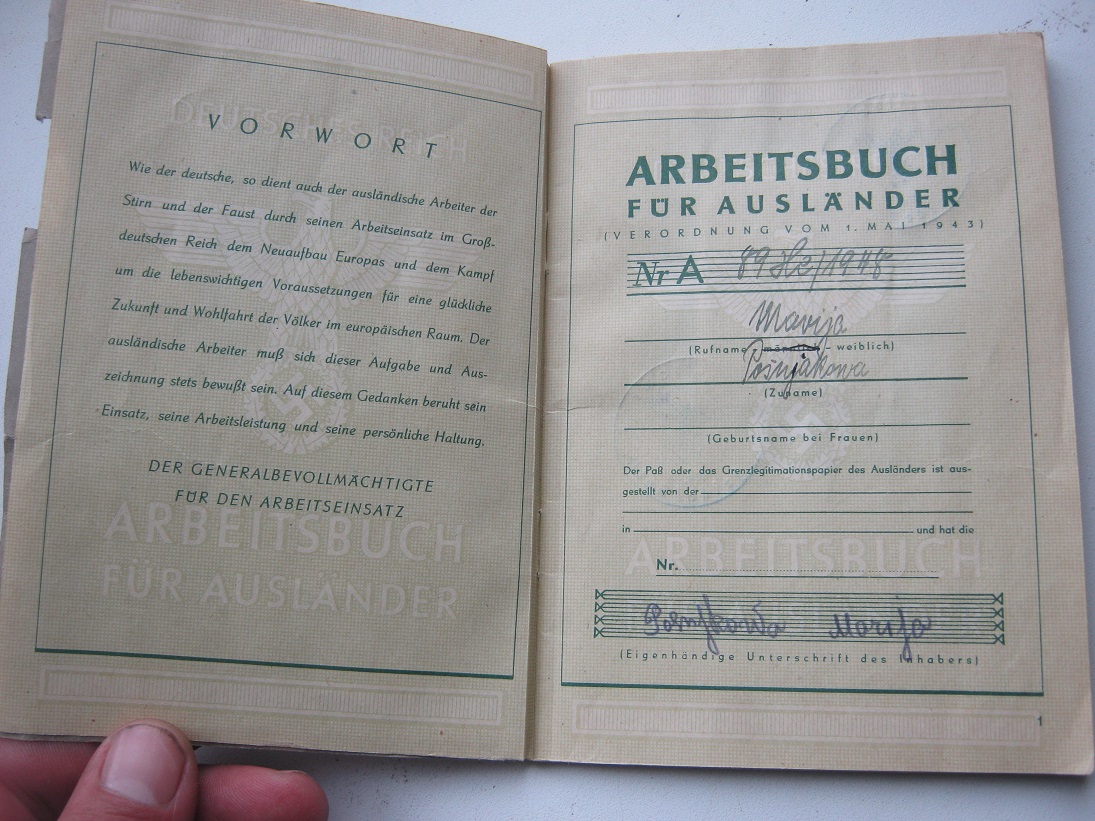 VORWORT
Wie der deutsche, so dient auch der ausländische Arbeiter der
Stirn und der Faust durch seinen Arbeitseinsatz im Groß-
deutschen Reich dem Neuaufbau Europas und dem Kampf
um die lebenswichtigen Voraussetzungen für eine glückliche
Zukunft und Wohlfahrt der Völker im europäischen Raum. Der
ausländische Arbeiter muß sich dieser Aufgabe und Aus-
zeichnung stets bewußt sein. Auf diesem Gedanken beruht sein
Einsatz, seine Arbeitsleistung und seine persönliche Haltung.
DER GENERALBEVOLLMÄCHTIGTE
FÜR DEN ARBEITSEINSATZ
DEUTSCHES REICH
ARBEITSBUCH
FÜR AUSLÄNDER
ARBEITSBUCH
FÜR AUSLÄNDER
(VERORDNUNG VOM 1. MAI 1943)
Nr A 89
Marija
(Rufname männlich - weiblich)
Pošnjakowa
(Zuname)
(Geburtsname bei Frauen)
Der Paß oder das Grenzlegitimationspapier des Ausländers ist aus-
gestellt von der
in und hat die
Nr.
ARBEITSBUCH
Marija
(Eigenhändige Unterschrift des Inhabers)
1